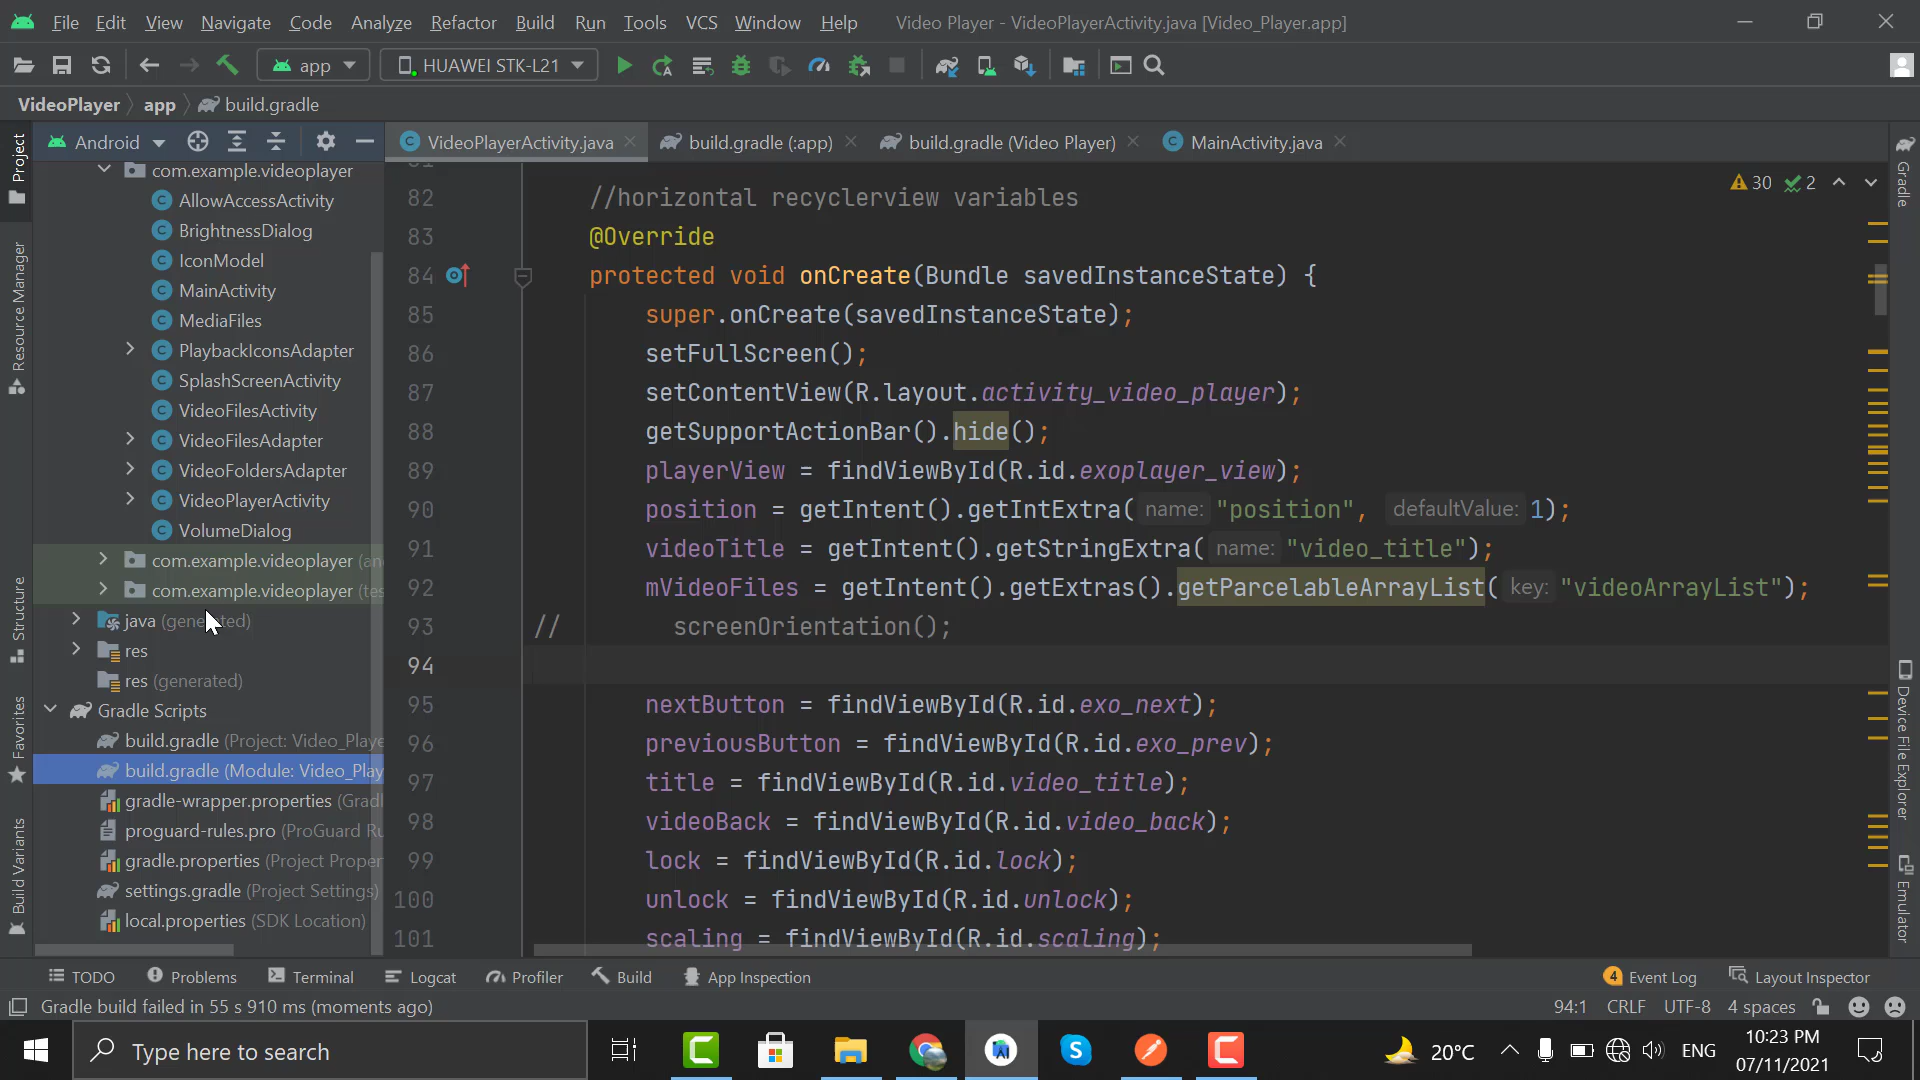 File Edit View Navigate Code Analyze Refactor Build Run Tools VCS Window Help Video Player - VideoPlayerActivity.java [Video_Player.app]
app HUAWEI STK-L21
VideoPlayer app build.gradle
Android VideoPlayerActivity.java build.gradle (:app) build.gradle (Video Player) MainActivity.java
Project
Resource Manager
Structure
Favorites
Build Variants
com.example.videoplayer
AllowAccessActivity
BrightnessDialog
IconModel
MainActivity
MediaFiles
PlaybackIconsAdapter
SplashScreenActivity
VideoFilesActivity
VideoFilesAdapter
VideoFoldersAdapter
VideoPlayerActivity
VolumeDialog
com.example.videoplayer (an
com.example.videoplayer (tes
java (generated)
res
res (generated)
Gradle Scripts
build.gradle (Project: Video_Playe
build.gradle (Module: Video_Play
gradle-wrapper.properties (Grad
proguard-rules.pro (ProGuard Ru
gradle.properties (Project Proper
settings.gradle (Project Settings)
local.properties (SDK Location)
30 2
82 //horizontal recyclerview variables
83 @Override
84 protected void onCreate(Bundle savedInstanceState) {
85 super.onCreate(savedInstanceState);
86 setFullScreen();
87 setContentView(R.layout.activity_video_player);
88 getSupportActionBar().hide();
89 playerView = findViewById(R.id.exoplayer_view);
90 position = getIntent().getIntExtra( name: "position", defaultValue: 1);
91 videoTitle = getIntent().getStringExtra( name: "video_title");
92 mVideoFiles = getIntent().getExtras().getParcelableArrayList( key: "videoArrayList");
93 // screenOrientation();
94
95 nextButton = findViewById(R.id.exo_next);
96 previousButton = findViewById(R.id.exo_prev);
97 title = findViewById(R.id.video_title);
98 videoBack = findViewById(R.id.video_back);
99 lock = findViewById(R.id.lock);
100 unlock = findViewById(R.id.unlock);
101 scaling = findViewById(R.id.scaling);
Gradle
Device File Explorer
Emulator
TODO Problems Terminal Logcat Profiler Build App Inspection 4 Event Log Layout Inspector
Gradle build failed in 55 s 910 ms (moments ago) 94:1 CRLF UTF-8 4 spaces
Type here to search 20°C ENG 10:23 PM
07/11/2021